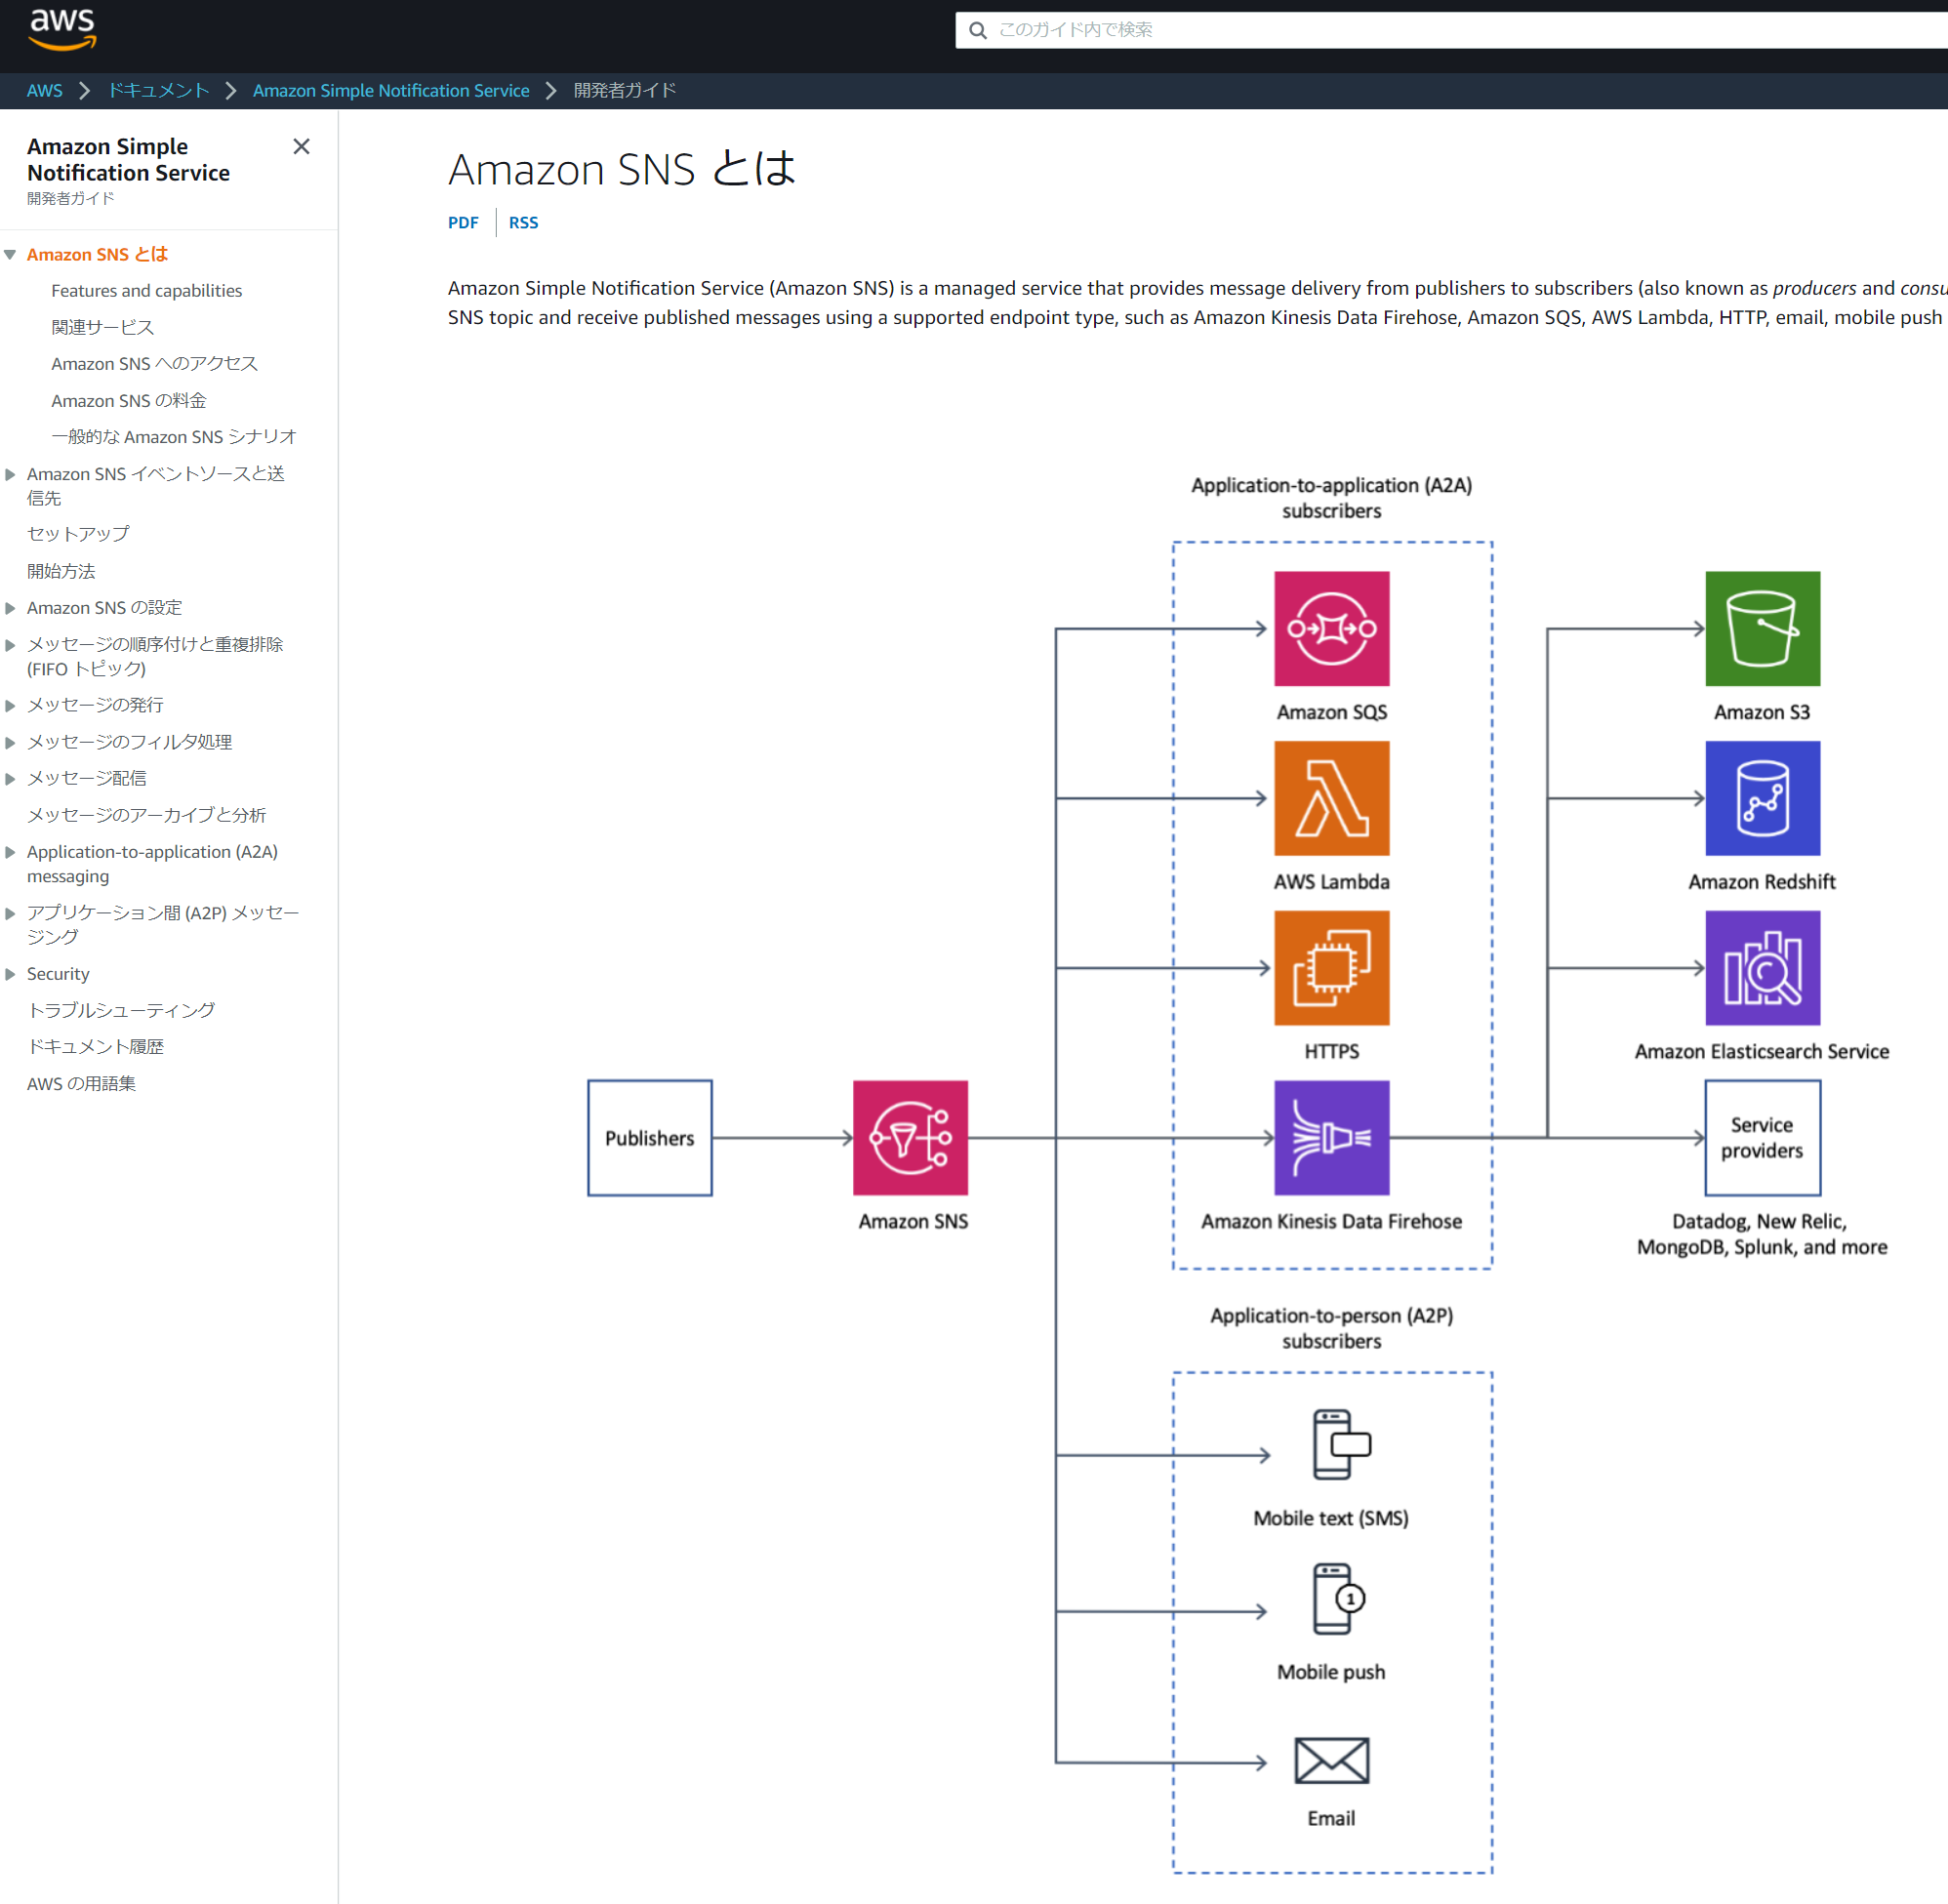 aws
このガイド内で検索
AWS > ドキュメント > Amazon Simple Notification Service > 開発者ガイド
Amazon Simple
Notification Service
開発者ガイド
Amazon SNS とは
Features and capabilities
関連サービス
Amazon SNS へのアクセス
Amazon SNS の料金
一般的な Amazon SNS シナリオ
Amazon SNS イベントソースと送
信先
セットアップ
開始方法
Amazon SNS の設定
メッセージの順序付けと重複排除
(FIFO トピック)
メッセージの発行
メッセージのフィルタ処理
メッセージ配信
メッセージのアーカイブと分析
Application-to-application (A2A)
messaging
アプリケーション間 (A2P) メッセー
ジング
Security
トラブルシューティング
ドキュメント履歴
AWS の用語集
Amazon SNS とは
PDF
RSS
Amazon Simple Notification Service (Amazon SNS) is a managed service that provides message delivery from publishers to subscribers (also known as producers and consu
SNS topic and receive published messages using a supported endpoint type, such as Amazon Kinesis Data Firehose, Amazon SQS, AWS Lambda, HTTP, email, mobile push
Application-to-application (A2A)
subscribers
Amazon SQS
Amazon S3
AWS Lambda
Amazon Redshift
HTTPS
Amazon Elasticsearch Service
Publishers
Service
providers
Amazon SNS
Amazon Kinesis Data Firehose
Datadog, New Relic,
MongoDB, Splunk, and more
Application-to-person (A2P)
subscribers
Mobile text (SMS)
1
Mobile push
Email